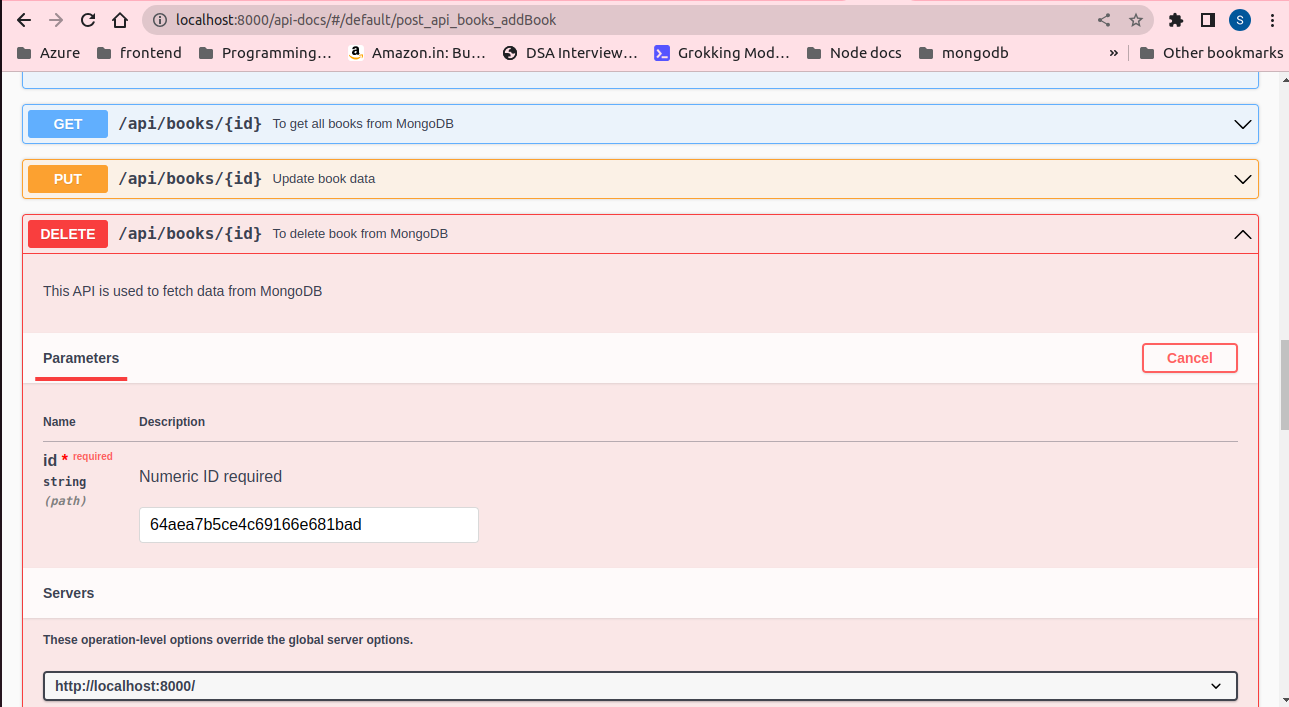 localhost:8000/api-docs/#/default/post_api_books_addBook
S
Azure frontend Programming… Amazon.in: Bu… DSA Interview… Grokking Mod… Node docs mongodb » Other bookmarks
GET /api/books/{id} To get all books from MongoDB
PUT /api/books/{id} Update book data
DELETE /api/books/{id} To delete book from MongoDB
This API is used to fetch data from MongoDB
Parameters Cancel
Name Description
id * required
string
(path)
Numeric ID required
64aea7b5ce4c69166e681bad
Servers
These operation-level options override the global server options.
http://localhost:8000/